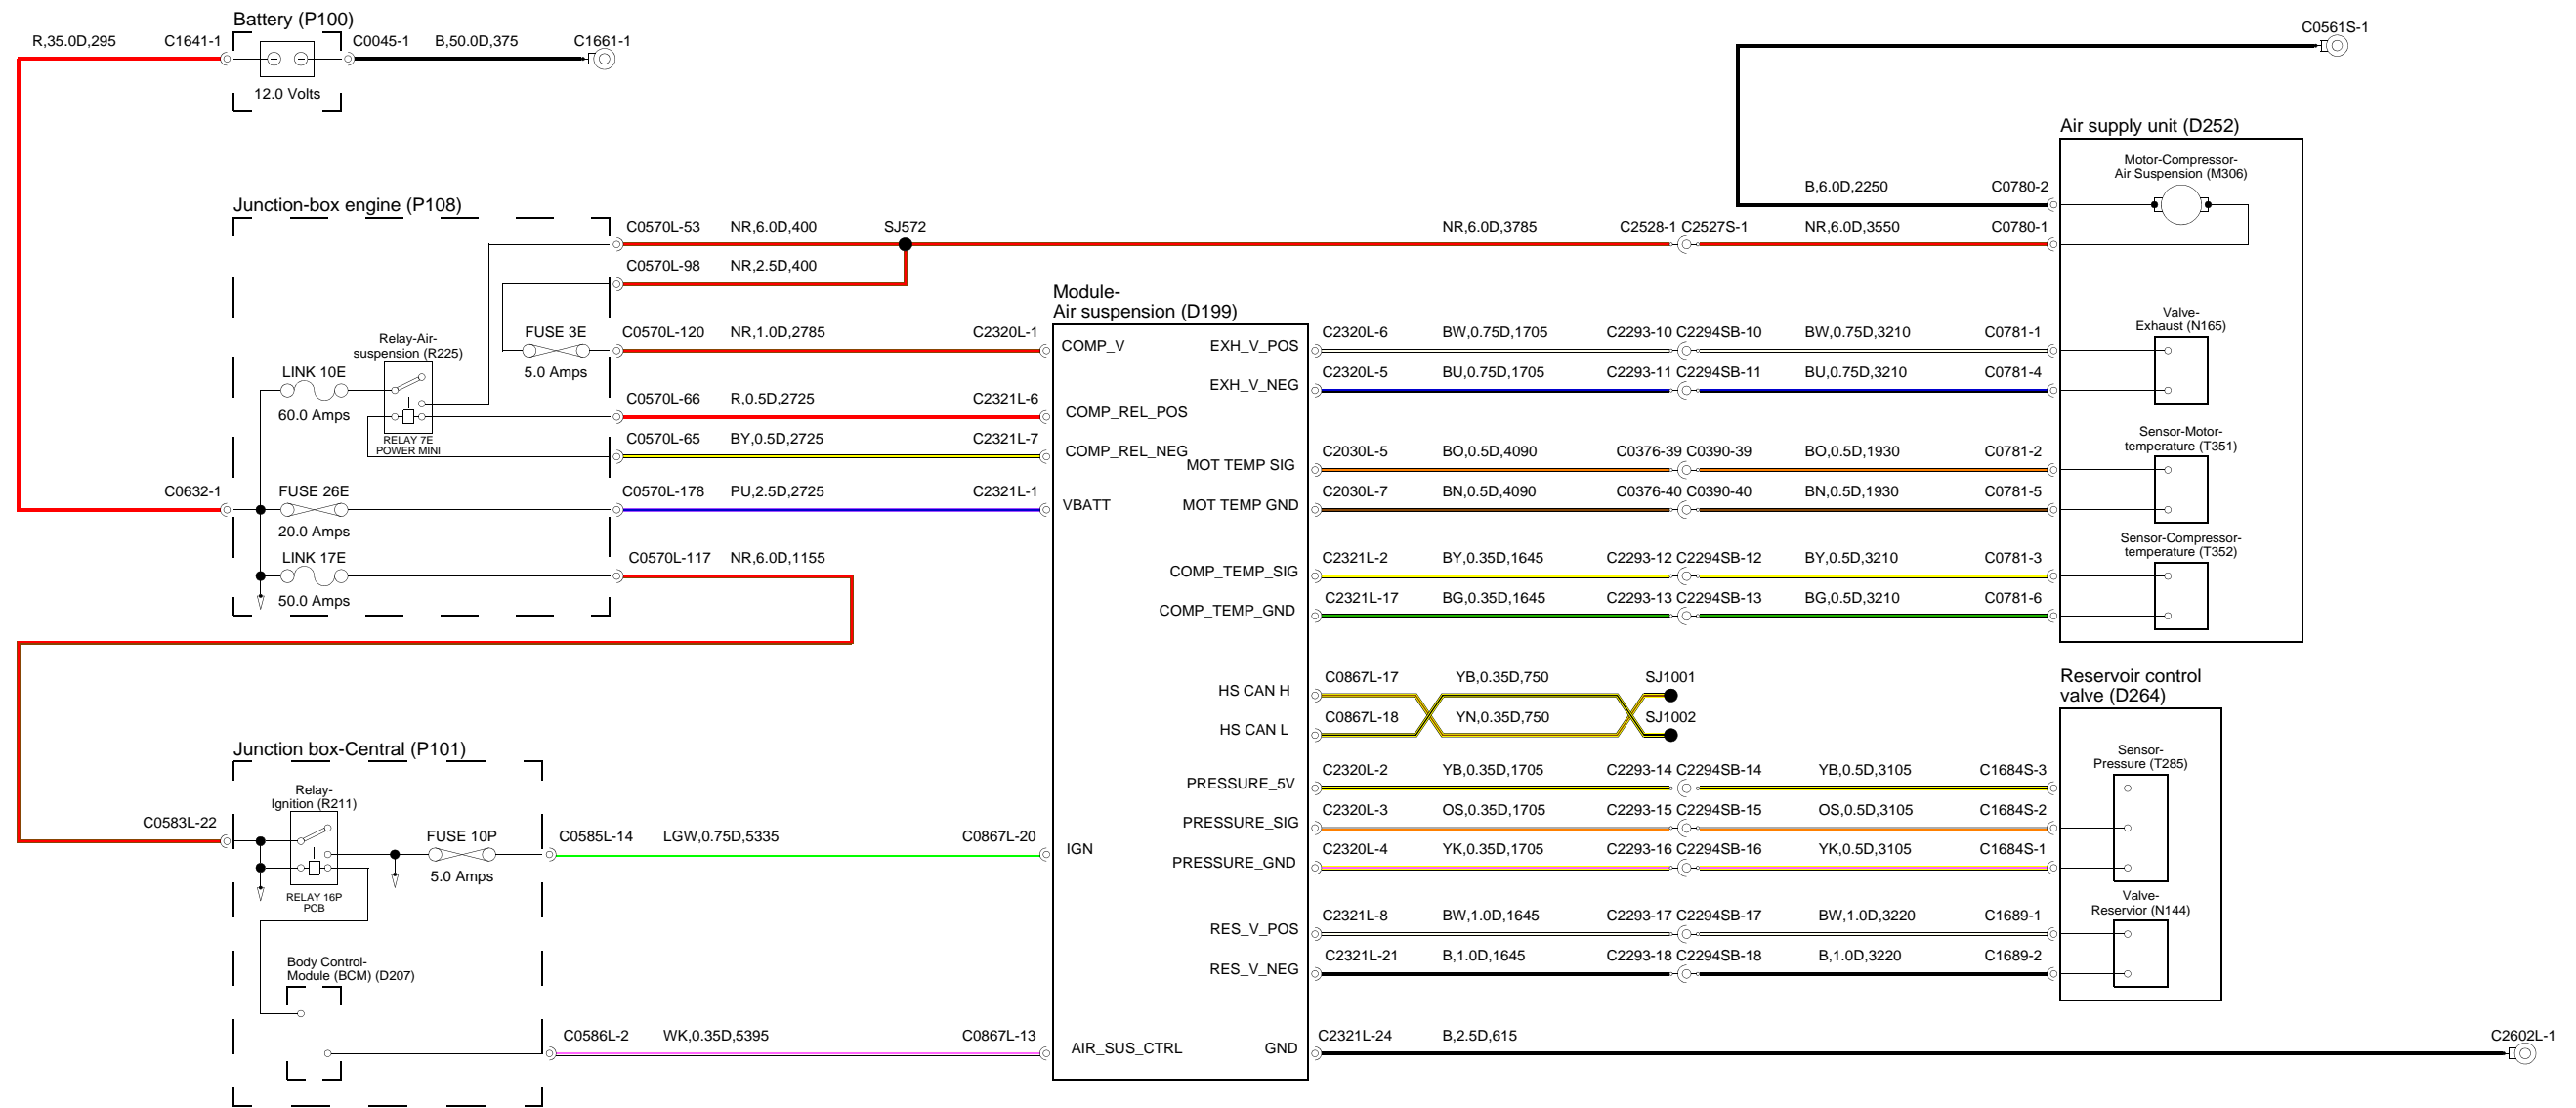 Battery (P100)
R,35.0D,295
C1641-1
C0045-1
B,50.0D,375
C1661-1
12.0 Volts
C0561S-1
Air supply unit (D252)
Motor-Compressor-
Air Suspension (M306)
B,6.0D,2250
C0780-2
Junction-box engine (P108)
C0570L-53
NR,6.0D,400
SJ572
NR,6.0D,3785
C2528-1
C2527S-1
NR,6.0D,3550
C0780-1
C0570L-98
NR,2.5D,400
Module-
Air suspension (D199)
Relay-Air-
suspension (R225)
FUSE 3E
5.0 Amps
C0570L-120
NR,1.0D,2785
C2320L-1
COMP_V
EXH_V_POS
C2320L-6
BW,0.75D,1705
C2293-10
C2294SB-10
BW,0.75D,3210
C0781-1
Valve-
Exhaust (N165)
EXH_V_NEG
C2320L-5
BU,0.75D,1705
C2293-11
C2294SB-11
BU,0.75D,3210
C0781-4
LINK 10E
60.0 Amps
RELAY 7E
POWER MINI
C0570L-66
R,0.5D,2725
C2321L-6
COMP_REL_POS
C0570L-65
BY,0.5D,2725
C2321L-7
COMP_REL_NEG
MOT TEMP SIG
C2030L-5
BO,0.5D,4090
C0376-39
C0390-39
BO,0.5D,1930
C0781-2
Sensor-Motor-
temperature (T351)
C0632-1
FUSE 26E
20.0 Amps
C0570L-178
PU,2.5D,2725
C2321L-1
VBATT
MOT TEMP GND
C2030L-7
BN,0.5D,4090
C0376-40
C0390-40
BN,0.5D,1930
C0781-5
LINK 17E
50.0 Amps
C0570L-117
NR,6.0D,1155
COMP_TEMP_SIG
C2321L-2
BY,0.35D,1645
C2293-12
C2294SB-12
BY,0.5D,3210
C0781-3
Sensor-Compressor-
temperature (T352)
COMP_TEMP_GND
C2321L-17
BG,0.35D,1645
C2293-13
C2294SB-13
BG,0.5D,3210
C0781-6
HS CAN H
C0867L-17
YB,0.35D,750
SJ1001
HS CAN L
C0867L-18
YN,0.35D,750
SJ1002
Reservoir control
valve (D264)
Junction box-Central (P101)
Relay-
Ignition (R211)
PRESSURE_5V
C2320L-2
YB,0.35D,1705
C2293-14
C2294SB-14
YB,0.5D,3105
C1684S-3
Sensor-
Pressure (T285)
PRESSURE_SIG
C2320L-3
OS,0.35D,1705
C2293-15
C2294SB-15
OS,0.5D,3105
C1684S-2
C0583L-22
FUSE 10P
5.0 Amps
C0585L-14
LGW,0.75D,5335
C0867L-20
IGN
PRESSURE_GND
C2320L-4
YK,0.35D,1705
C2293-16
C2294SB-16
YK,0.5D,3105
C1684S-1
RELAY 16P
PCB
RES_V_POS
C2321L-8
BW,1.0D,1645
C2293-17
C2294SB-17
BW,1.0D,3220
C1689-1
Valve-
Reservior (N144)
RES_V_NEG
C2321L-21
B,1.0D,1645
C2293-18
C2294SB-18
B,1.0D,3220
C1689-2
Body Control-
Module (BCM) (D207)
C0586L-2
WK,0.35D,5395
C0867L-13
AIR_SUS_CTRL
GND
C2321L-24
B,2.5D,615
C2602L-1